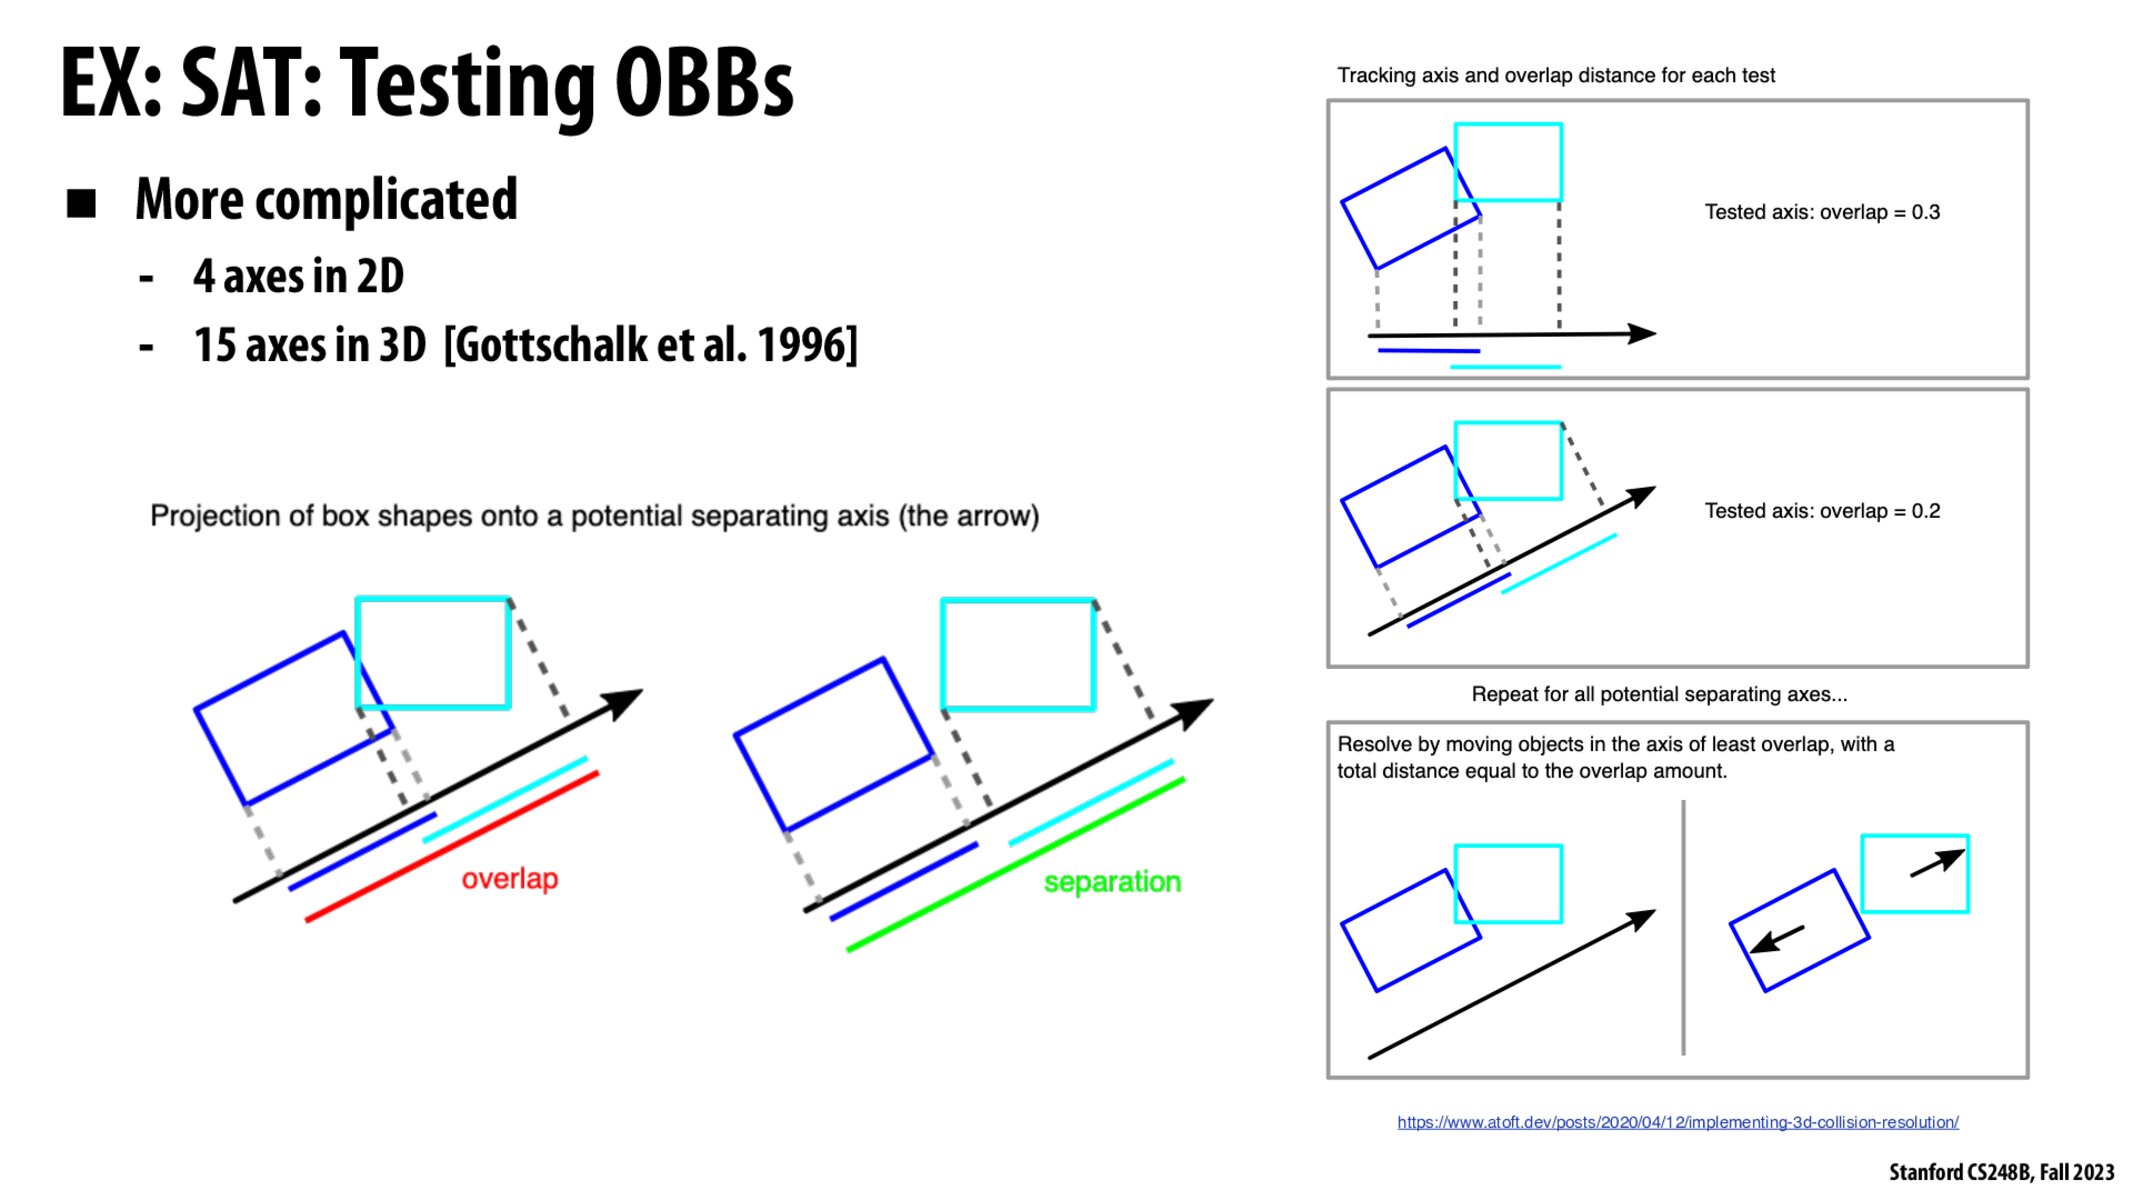 EX: SAT: Testing OBBs
■ More complicated
- 4 axes in 2D
- 15 axes in 3D [Gottschalk et al. 1996]
Projection of box shapes onto a potential separating axis (the arrow)
overlap
separation
Tracking axis and overlap distance for each test
Tested axis: overlap = 0.3
Tested axis: overlap = 0.2
Repeat for all potential separating axes...
Resolve by moving objects in the axis of least overlap, with a
total distance equal to the overlap amount.
https://www.atoft.dev/posts/2020/04/12/implementing-3d-collision-resolution/
Stanford CS248B, Fall 2023